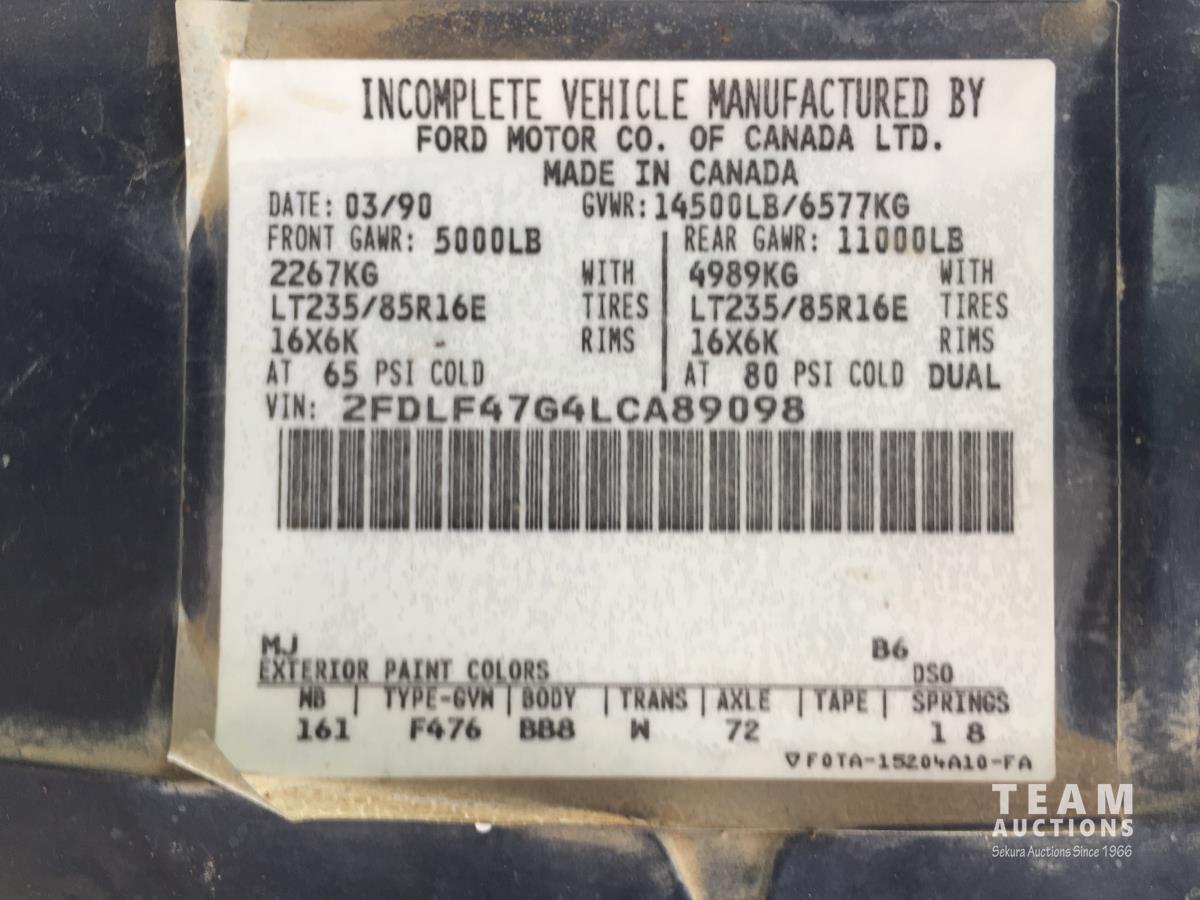 INCOMPLETE VEHICLE MANUFACTURED BY
FORD MOTOR CO. OF CANADA LTD.
MADE IN CANADA
DATE: 03/90 GVWR: 14500LB/6577KG
FRONT GAWR: 5000LB REAR GAWR: 11000LB
2267KG WITH 4989KG WITH
LT235/85R16E TIRES LT235/85R16E TIRES
16X6K RIMS 16X6K RIMS
AT 65 PSI COLD AT 80 PSI COLD DUAL
VIN: 2FDLF47G4LCA89098
MJ B6
EXTERIOR PAINT COLORS DSO
WB | TYPE-GVW | BODY | TRANS | AXLE | TAPE | SPRINGS
161 F476 BB8 W 72 1 8
▽F0TA-15204A10-FA
TEAM
AUCTIONS
Sekura Auctions Since 1966